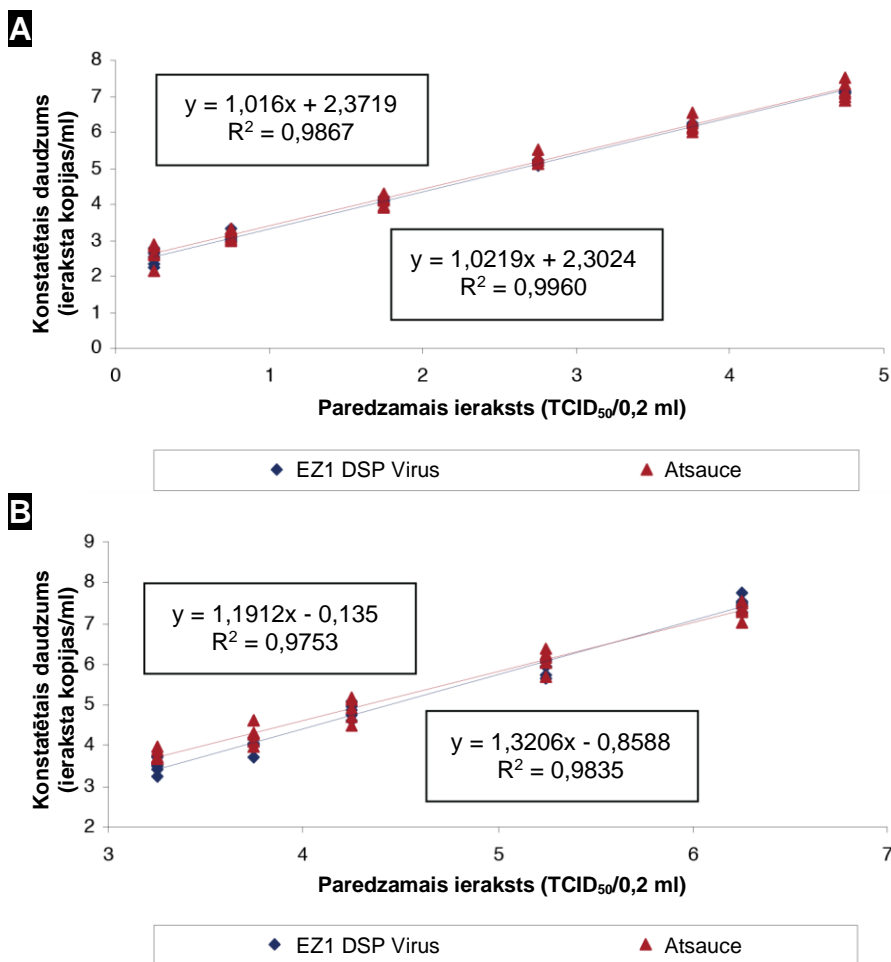 A
Konstatētais daudzums
(ieraksta kopijas/ml)
8
7
6
5
4
3
2
1
0
y = 1,016x + 2,3719
R² = 0,9867
y = 1,0219x + 2,3024
R² = 0,9960
0 1 2 3 4 5
Paredzamais ieraksts (TCID₅₀/0,2 ml)
EZ1 DSP Virus Atsauce
B
Konstatētais daudzums
(ieraksta kopijas/ml)
9
8
7
6
5
4
3
2
y = 1,1912x - 0,135
R² = 0,9753
y = 1,3206x - 0,8588
R² = 0,9835
3 4 5 6 7
Paredzamais ieraksts (TCID₅₀/0,2 ml)
EZ1 DSP Virus Atsauce